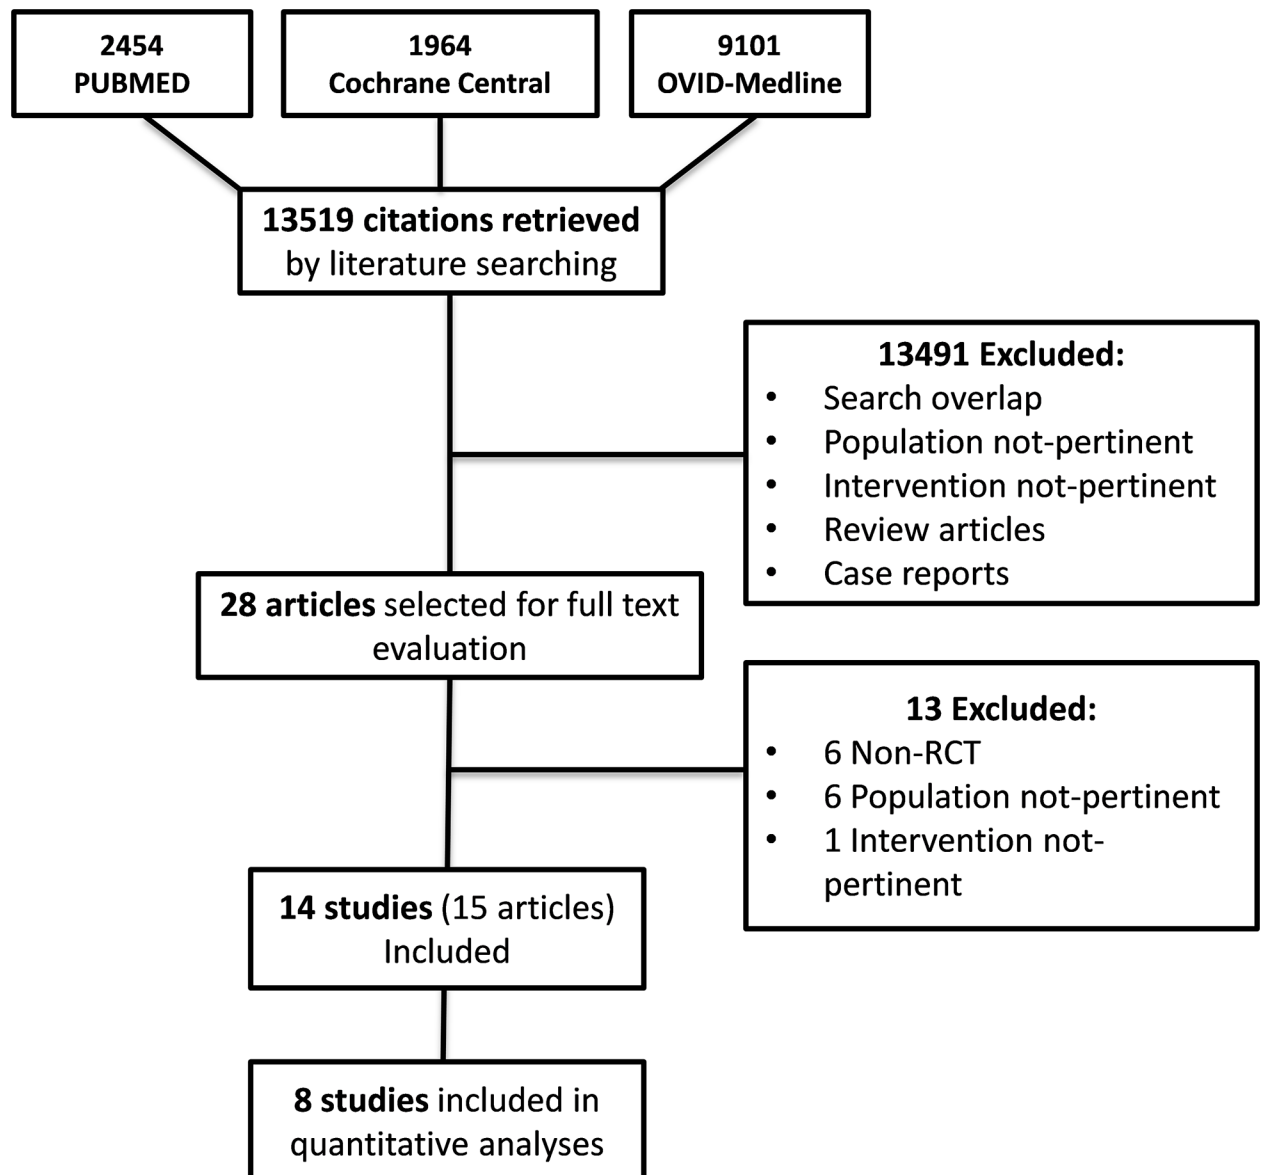 2454
PUBMED
1964
Cochrane Central
9101
OVID-Medline
13519 citations retrieved
by literature searching
13491 Excluded:
• Search overlap
• Population not-pertinent
• Intervention not-pertinent
• Review articles
• Case reports
28 articles selected for full text
evaluation
13 Excluded:
• 6 Non-RCT
• 6 Population not-pertinent
• 1 Intervention not-
pertinent
14 studies (15 articles)
Included
8 studies included in
quantitative analyses